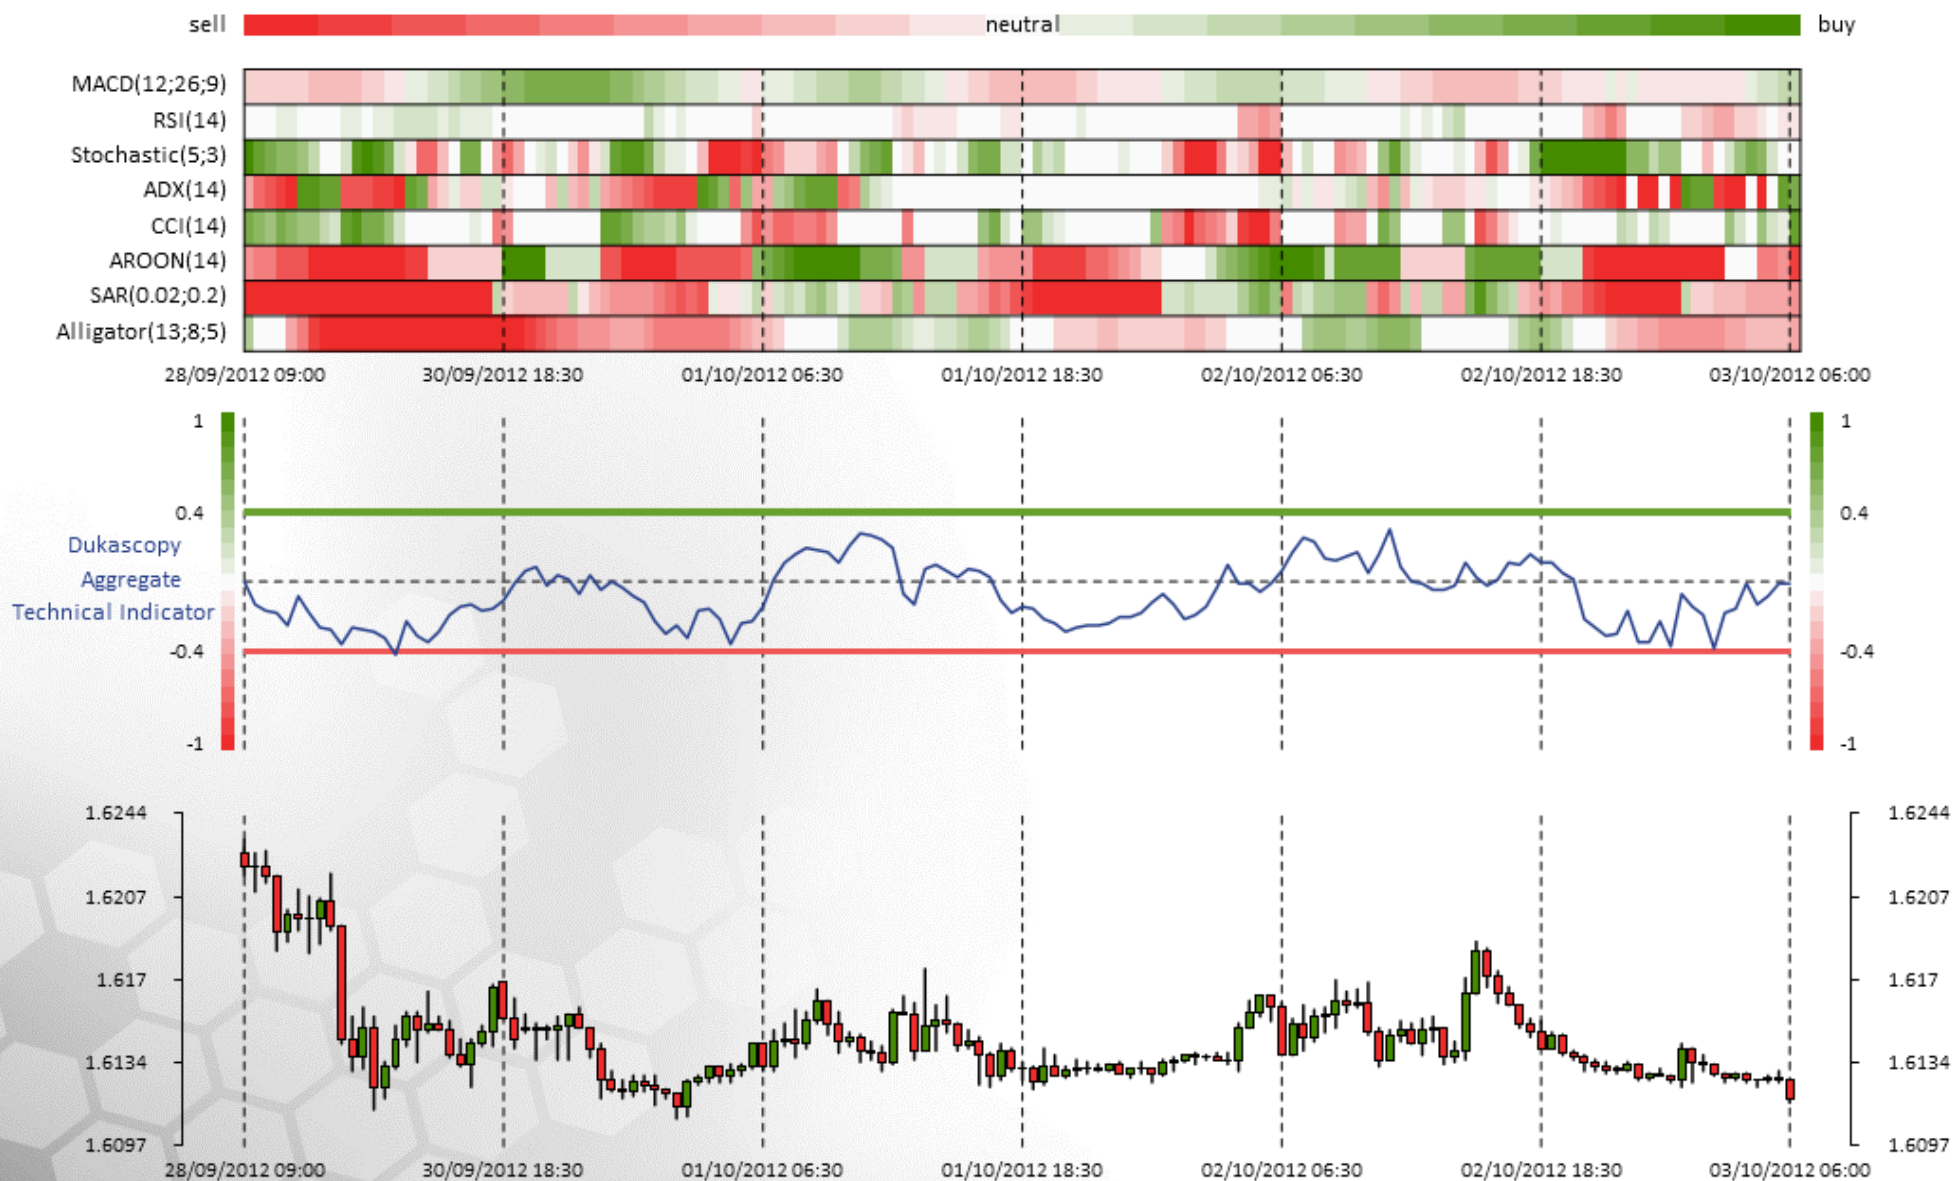 sell neutral buy
MACD(12;26;9)
RSI(14)
Stochastic(5;3)
ADX(14)
CCI(14)
AROON(14)
SAR(0.02;0.2)
Alligator(13;8;5)
28/09/2012 09:00 30/09/2012 18:30 01/10/2012 06:30 01/10/2012 18:30 02/10/2012 06:30 02/10/2012 18:30 03/10/2012 06:00
1 1
0.4 0.4
Dukascopy
Aggregate
Technical Indicator
-0.4 -0.4
-1 -1
1.6244 1.6244
1.6207 1.6207
1.617 1.617
1.6134 1.6134
1.6097 1.6097
28/09/2012 09:00 30/09/2012 18:30 01/10/2012 06:30 01/10/2012 18:30 02/10/2012 06:30 02/10/2012 18:30 03/10/2012 06:00